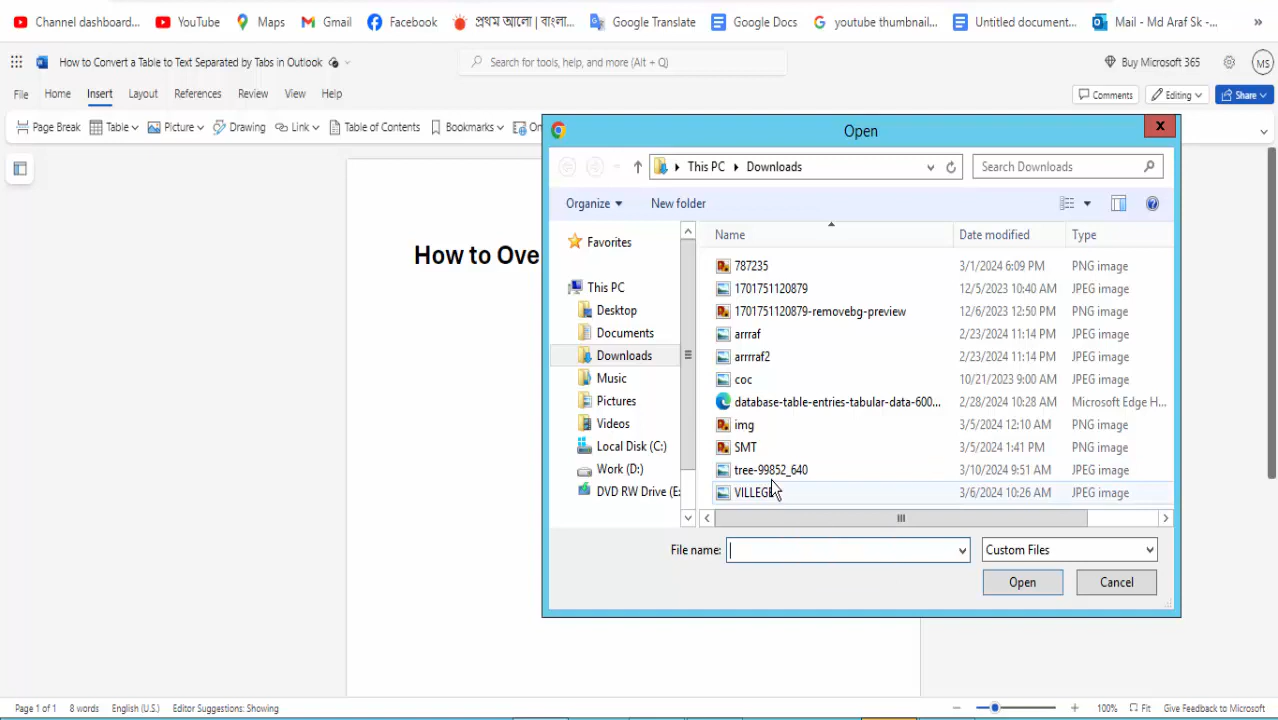 Channel dashboard... YouTube Maps Gmail Facebook প্রথম আলো | বাংলা... Google Translate Google Docs youtube thumbnail... Untitled document... Mail - Md Araf Sk -... »
How to Convert a Table to Text Separated by Tabs in Outlook Search for tools, help, and more (Alt + Q) Buy Microsoft 365 MS
File Home Insert Layout References Review View Help Comments Editing Share
Page Break Table Picture Drawing Link Table of Contents Bookmarks On
How to Ove
Open x
This PC Downloads Search Downloads
Organize New folder
Name Date modified Type
Favorites
This PC
Desktop
Documents
Downloads
Music
Pictures
Videos
Local Disk (C:)
Work (D:)
DVD RW Drive (E:
787235 3/1/2024 6:09 PM PNG image
1701751120879 12/5/2023 10:40 AM JPEG image
1701751120879-removebg-preview 12/6/2023 12:50 PM PNG image
arrraf 2/23/2024 11:14 PM JPEG image
arrrraf2 2/23/2024 11:14 PM JPEG image
coc 10/21/2023 9:00 AM JPEG image
database-table-entries-tabular-data-600... 2/28/2024 10:28 AM Microsoft Edge H...
img 3/5/2024 12:10 AM PNG image
SMT 3/5/2024 1:41 PM PNG image
tree-99852_640 3/10/2024 9:51 AM JPEG image
3/6/2024 10:26 AM JPEG image
File name: Custom Files
Open Cancel
Page 1 of 1 8 words English (U.S.) Editor Suggestions: Showing 100% Fit Give Feedback to Microsoft